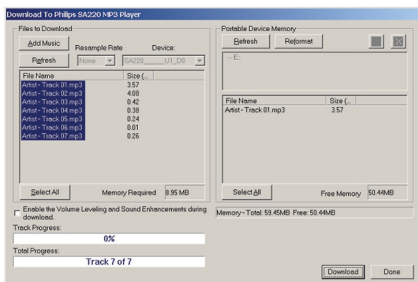 Download To Philips SA220 MP3 Player
Files to Download
Add Music
Resample Rate
Device:
Refresh
None
SA220____U1_D0
File Name Size (...
Artist - Track 01.mp3 3.57
Artist - Track 02.mp3 4.08
Artist - Track 03.mp3 0.42
Artist - Track 04.mp3 0.38
Artist - Track 05.mp3 0.24
Artist - Track 06.mp3 0.01
Artist - Track 07.mp3 0.26
Select All
Memory Required 8.95 MB
Enable the Volume Leveling and Sound Enhancements during
download.
Track Progress:
0%
Total Progress:
Track 7 of 7
Portable Device Memory
Refresh
Reformat
E:
File Name Size (...
Artist - Track 01.mp3 3.57
Select All
Free Memory 50.44MB
Memory - Total: 59.45MB Free: 50.44MB
Download
Done